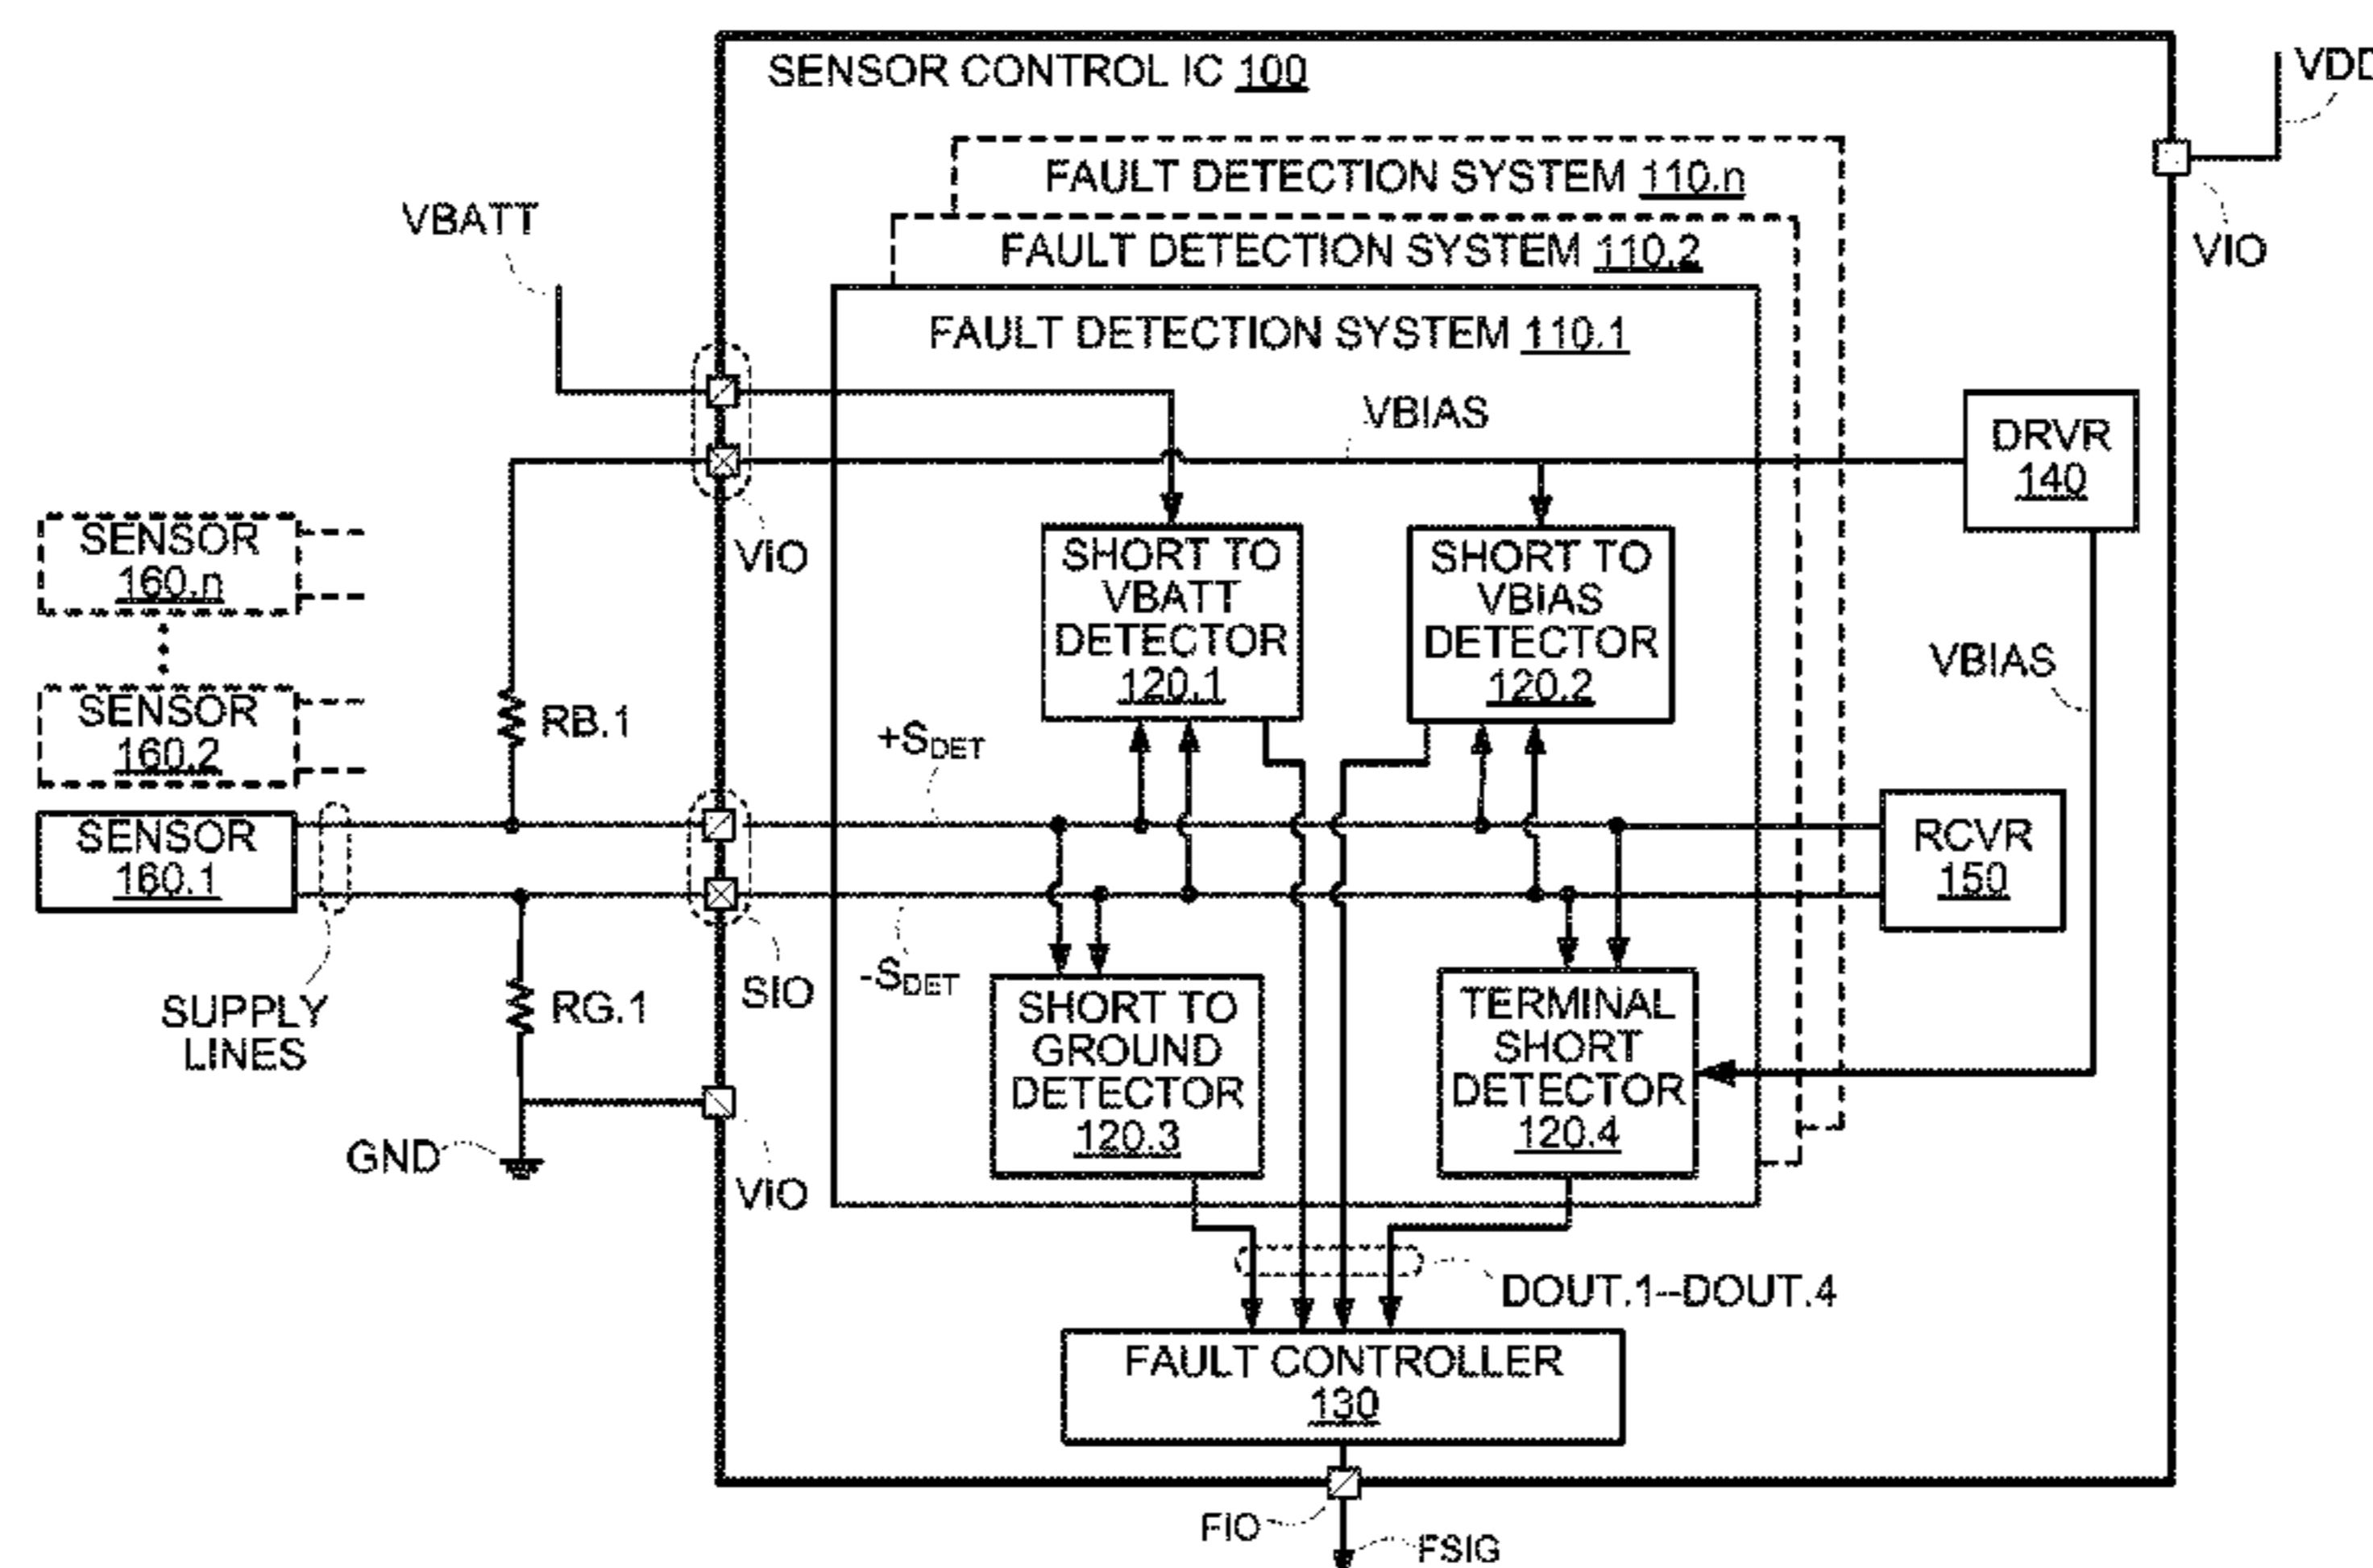 SENSOR CONTROL IC 100
VDD
VIO
FAULT DETECTION SYSTEM 110.n
FAULT DETECTION SYSTEM 110.2
FAULT DETECTION SYSTEM 110.1
VBATT
VIO
VBIAS
DRVR
140
SENSOR
160.n
SENSOR
160.2
SENSOR
160.1
SUPPLY
LINES
RB.1
RG.1
GND
SIO
VIO
SHORT TO
VBATT
DETECTOR
120.1
SHORT TO
VBIAS
DETECTOR
120.2
VBIAS
+SDET
-SDET
RCVR
150
SHORT TO
GROUND
DETECTOR
120.3
TERMINAL
SHORT
DETECTOR
120.4
DOUT.1--DOUT.4
FAULT CONTROLLER
130
FIO
FSIG